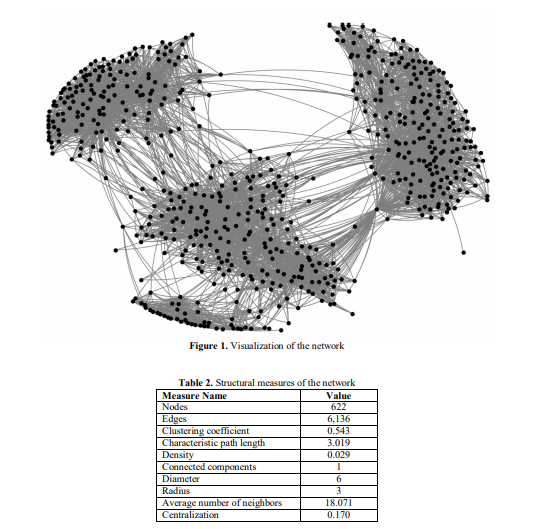 Figure 1. Visualization of the network
Table 2. Structural measures of the network
Measure Name Value
Nodes 622
Edges 6,136
Clustering coefficient 0.543
Characteristic path length 3.019
Density 0.029
Connected components 1
Diameter 6
Radius 3
Average number of neighbors 18.071
Centralization 0.170